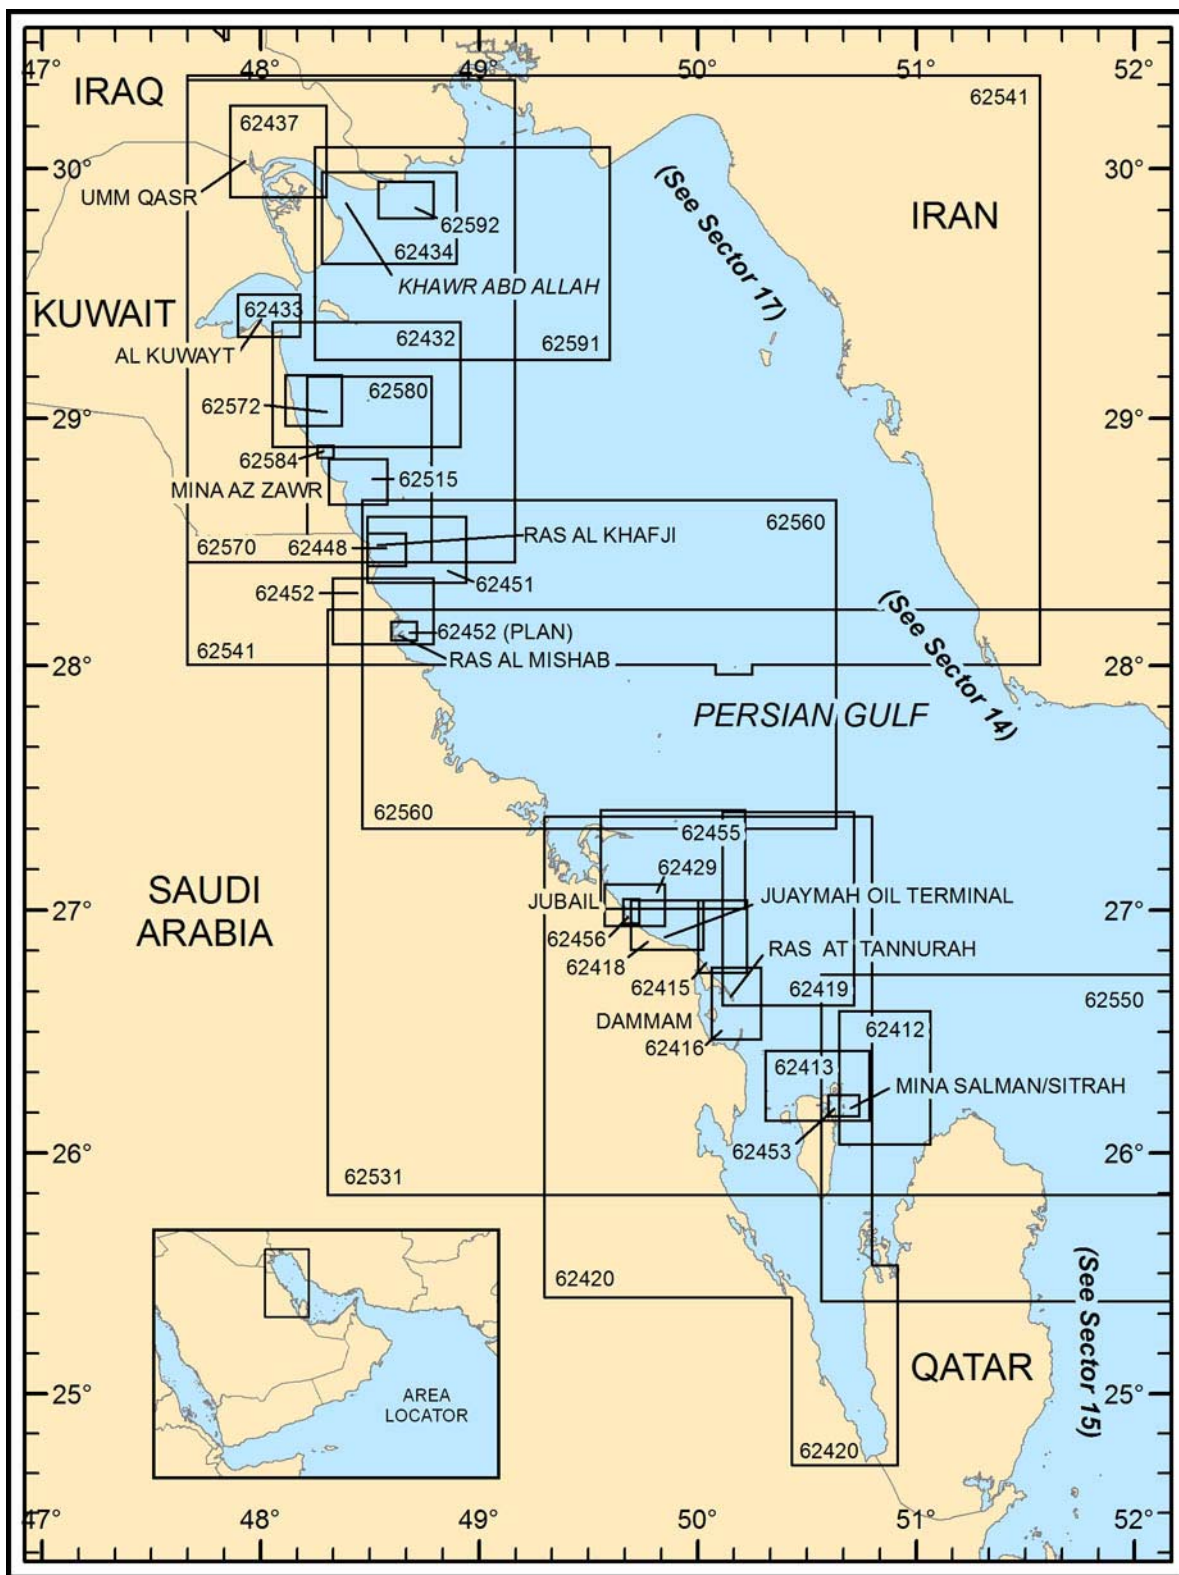 47°
48°
49°
50°
51°
52°
IRAQ
62541
62437
30°
30°
UMM QASR
62592
62434
(See Sector 17)
IRAN
KHAWR ABD ALLAH
KUWAIT
62433
62432
62591
AL KUWAYT
62580
62572
29°
29°
62584
62515
MINA AZ ZAWR
62560
RAS AL KHAFJI
62570
62448
62451
62452
(See Sector 14)
62452 (PLAN)
62541
RAS AL MISHAB
28°
28°
PERSIAN GULF
62560
62455
62429
SAUDI
ARABIA
JUBAIL
JUAYMAH OIL TERMINAL
27°
27°
62456
RAS AT TANNURAH
62418
62415
62419
62550
DAMMAM
62412
62416
62413
MINA SALMAN/SITRAH
62453
26°
26°
62531
62420
(See Sector 15)
QATAR
25°
25°
AREA
LOCATOR
62420
47°
48°
49°
50°
51°
52°